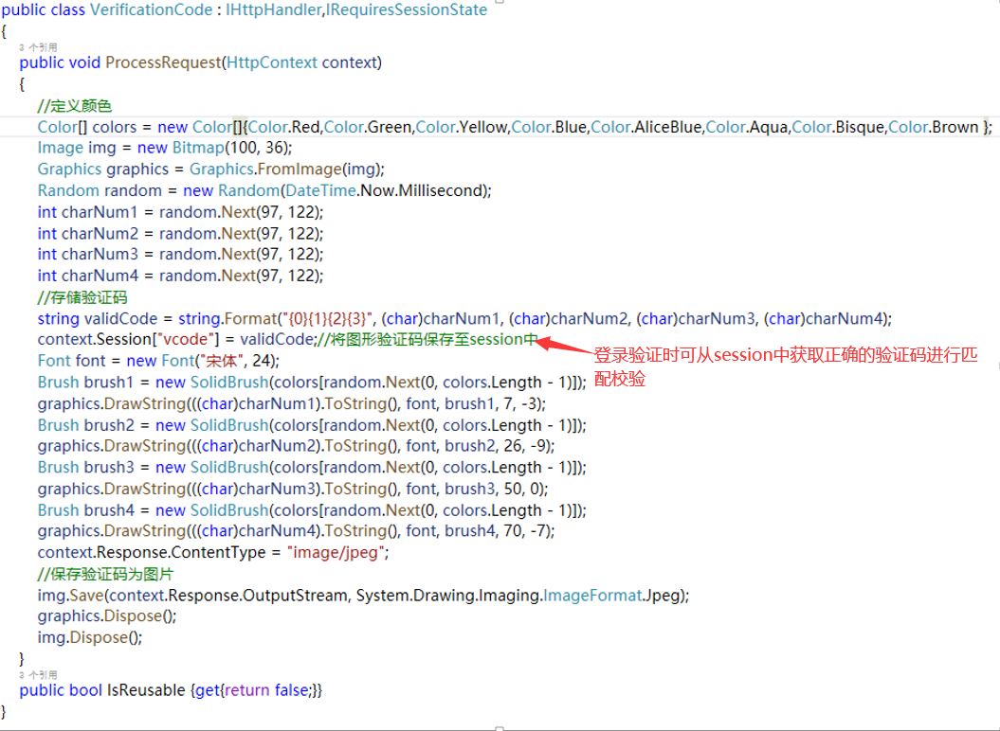 public class VerificationCode : IHttpHandler,IRequiresSessionState
{
3 个引用
public void ProcessRequest(HttpContext context)
{
//定义颜色
Color[] colors = new Color[]{Color.Red,Color.Green,Color.Yellow,Color.Blue,Color.AliceBlue,Color.Aqua,Color.Bisque,Color.Brown };
Image img = new Bitmap(100, 36);
Graphics graphics = Graphics.FromImage(img);
Random random = new Random(DateTime.Now.Millisecond);
int charNum1 = random.Next(97, 122);
int charNum2 = random.Next(97, 122);
int charNum3 = random.Next(97, 122);
int charNum4 = random.Next(97, 122);
//存储验证码
string validCode = string.Format("{0}{1}{2}{3}", (char)charNum1, (char)charNum2, (char)charNum3, (char)charNum4);
context.Session["vcode"] = validCode;//将图形验证码保存至session中
登录验证时可从session中获取正确的验证码进行匹
配校验
Font font = new Font("宋体", 24);
Brush brush1 = new SolidBrush(colors[random.Next(0, colors.Length - 1)]);
graphics.DrawString(((char)charNum1).ToString(), font, brush1, 7, -3);
Brush brush2 = new SolidBrush(colors[random.Next(0, colors.Length - 1)]);
graphics.DrawString(((char)charNum2).ToString(), font, brush2, 26, -9);
Brush brush3 = new SolidBrush(colors[random.Next(0, colors.Length - 1)]);
graphics.DrawString(((char)charNum3).ToString(), font, brush3, 50, 0);
Brush brush4 = new SolidBrush(colors[random.Next(0, colors.Length - 1)]);
graphics.DrawString(((char)charNum4).ToString(), font, brush4, 70, -7);
context.Response.ContentType = "image/jpeg";
//保存验证码为图片
img.Save(context.Response.OutputStream, System.Drawing.Imaging.ImageFormat.Jpeg);
graphics.Dispose();
img.Dispose();
}
3 个引用
public bool IsReusable {get{return false;}}
}